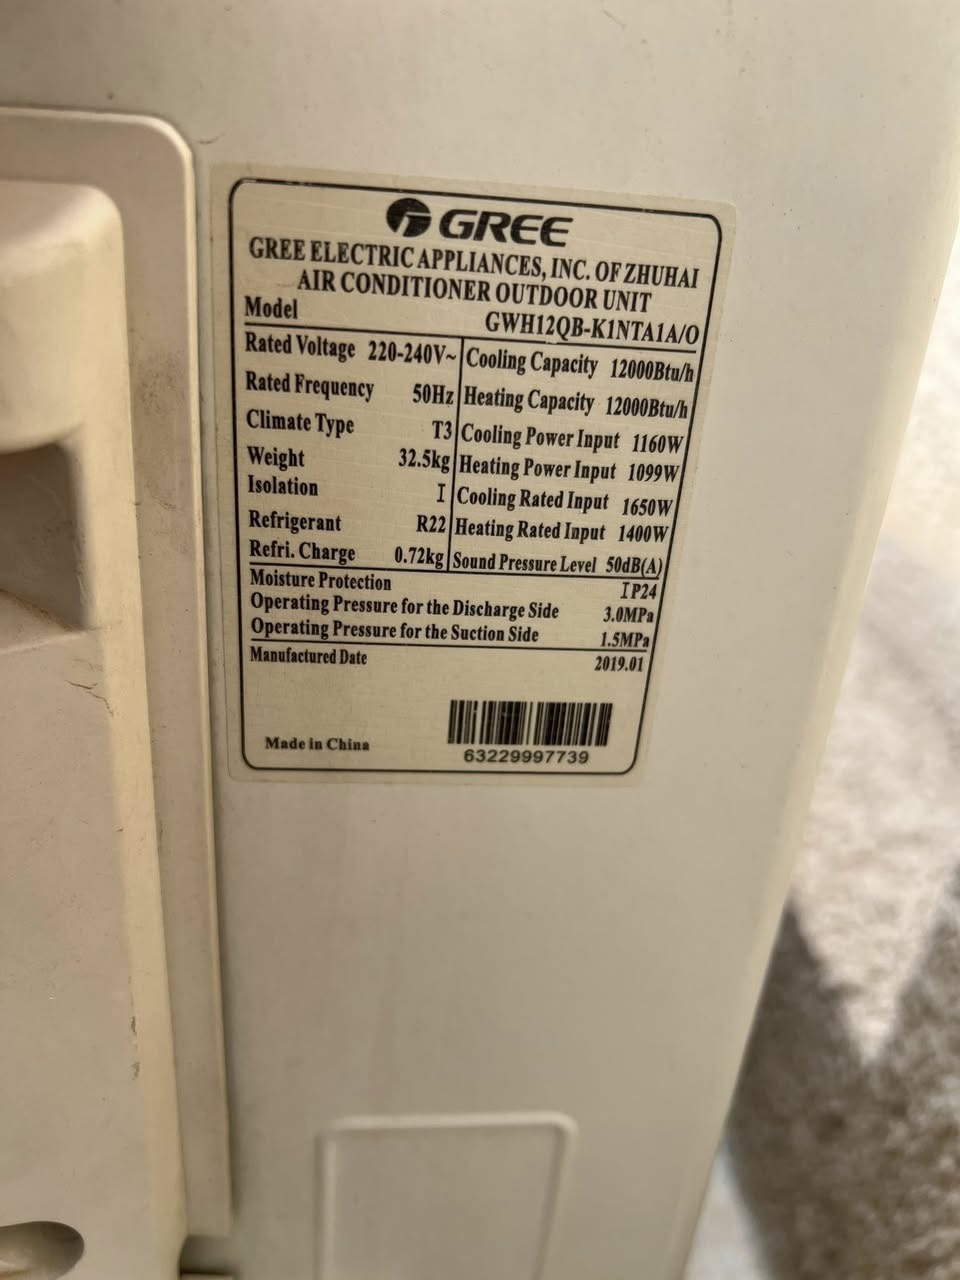 GREE
GREE ELECTRIC APPLIANCES, INC. OF ZHUHAI
AIR CONDITIONER OUTDOOR UNIT
Model GWH12QB-K1NTA1A/O
Rated Voltage 220-240V~ Cooling Capacity 12000Btu/h
Rated Frequency 50Hz Heating Capacity 12000Btu/h
Climate Type T3 Cooling Power Input 1160W
Weight 32.5kg Heating Power Input 1099W
Isolation I Cooling Rated Input 1650W
Refrigerant R22 Heating Rated Input 1400W
Refri. Charge 0.72kg Sound Pressure Level 50dB(A)
Moisture Protection IP24
Operating Pressure for the Discharge Side 3.0MPa
Operating Pressure for the Suction Side 1.5MPa
Manufactured Date 2019.01
Made in China 63229997739